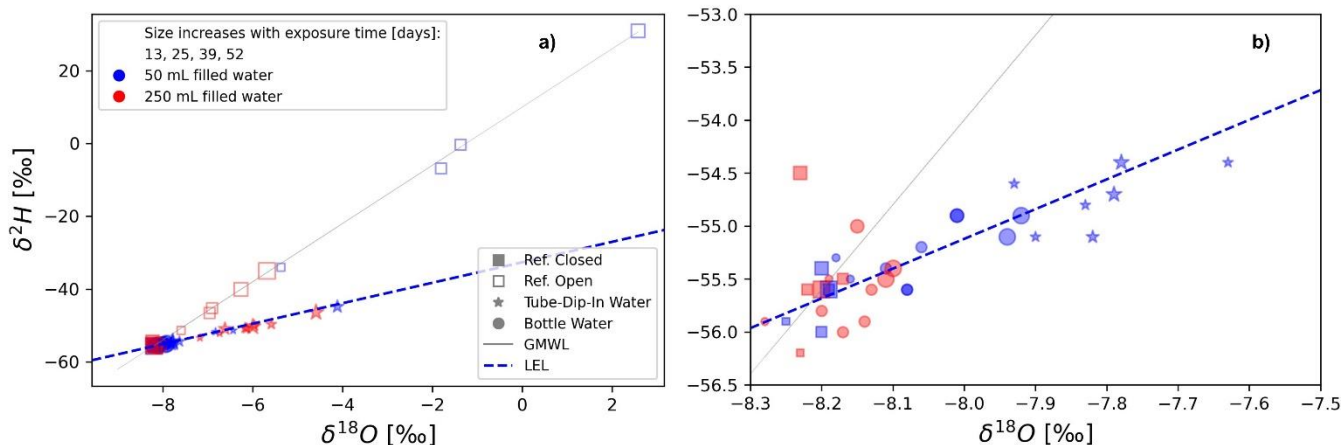 Size increases with exposure time [days]:
13, 25, 39, 52
50 mL filled water
250 mL filled water
a)
20
0
−20
−40
−60
δ²H [‰]
Ref. Closed
Ref. Open
Tube-Dip-In Water
Bottle Water
GMWL
LEL
−8
−6
−4
−2
0
2
δ¹⁸O [‰]
b)
−53.0
−53.5
−54.0
−54.5
−55.0
−55.5
−56.0
−56.5
−8.3
−8.2
−8.1
−8.0
−7.9
−7.8
−7.7
−7.6
−7.5
δ¹⁸O [‰]